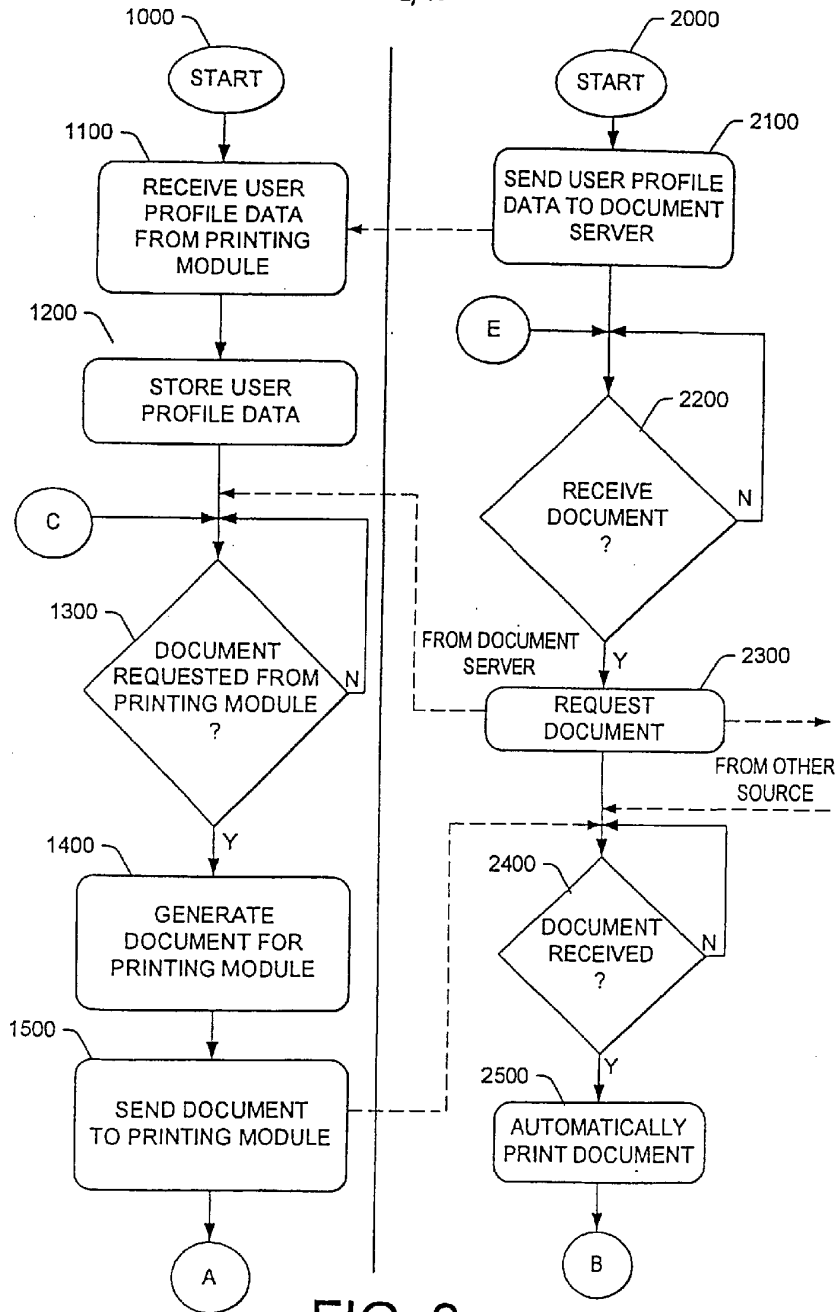 1000
START
1100
RECEIVE USER
PROFILE DATA
FROM PRINTING
MODULE
1200
STORE USER
PROFILE DATA
C
1300
DOCUMENT
REQUESTED FROM
PRINTING MODULE
?
N
Y
1400
GENERATE
DOCUMENT FOR
PRINTING MODULE
1500
SEND DOCUMENT
TO PRINTING MODULE
A
2000
START
2100
SEND USER PROFILE
DATA TO DOCUMENT
SERVER
E
2200
RECEIVE
DOCUMENT
?
N
Y
FROM DOCUMENT
SERVER
2300
REQUEST
DOCUMENT
FROM OTHER
SOURCE
2400
DOCUMENT
RECEIVED
?
N
Y
2500
AUTOMATICALLY
PRINT DOCUMENT
B